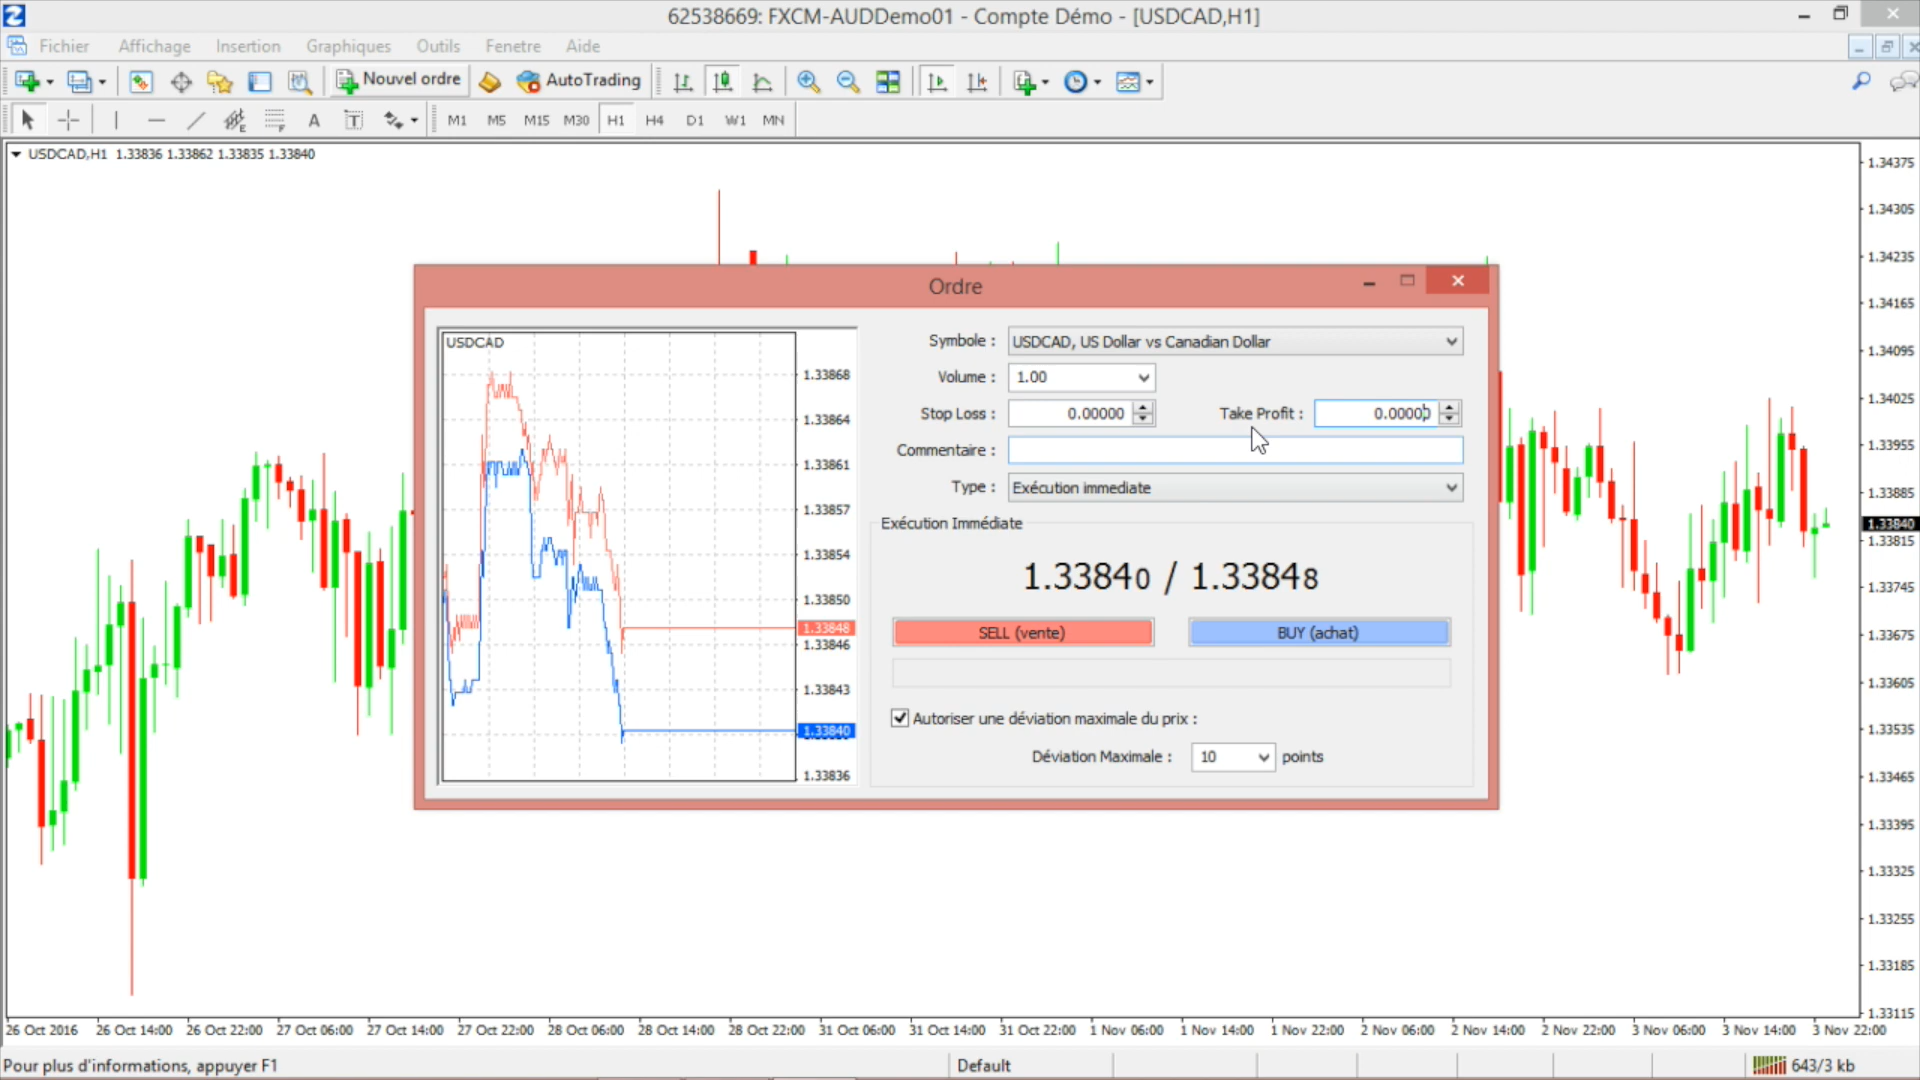 62538669: FXCM-AUDDemo01 - Compte Démo - [USDCAD,H1]
Fichier Affichage Insertion Graphiques Outils Fenetre Aide
Nouvel ordre AutoTrading
A T M1 M5 M15 M30 H1 H4 D1 W1 MN
USDCAD,H1 1.33836 1.33862 1.33835 1.33840
1.34375
1.34305
1.34235
1.34165
1.34095
1.34025
1.33955
1.33885
1.33840
1.33815
1.33745
1.33675
1.33605
1.33535
1.33465
1.33395
1.33325
1.33255
1.33185
1.33115
Ordre
USDCAD
1.33868
1.33864
1.33861
1.33857
1.33854
1.33850
1.33848
1.33846
1.33843
1.33840
1.33836
Symbole : USDCAD, US Dollar vs Canadian Dollar
Volume : 1.00
Stop Loss : 0.00000 Take Profit : 0.00000
Commentaire :
Type : Exécution immediate
Exécution Immédiate
1.33840 / 1.33848
SELL (vente) BUY (achat)
Autoriser une déviation maximale du prix :
Déviation Maximale : 10 points
26 Oct 2016 26 Oct 14:00 26 Oct 22:00 27 Oct 06:00 27 Oct 14:00 27 Oct 22:00 28 Oct 06:00 28 Oct 14:00 28 Oct 22:00 31 Oct 06:00 31 Oct 14:00 31 Oct 22:00 1 Nov 06:00 1 Nov 14:00 1 Nov 22:00 2 Nov 06:00 2 Nov 14:00 2 Nov 22:00 3 Nov 06:00 3 Nov 14:00 3 Nov 22:00
Pour plus d'informations, appuyer F1 Default 643/3 kb